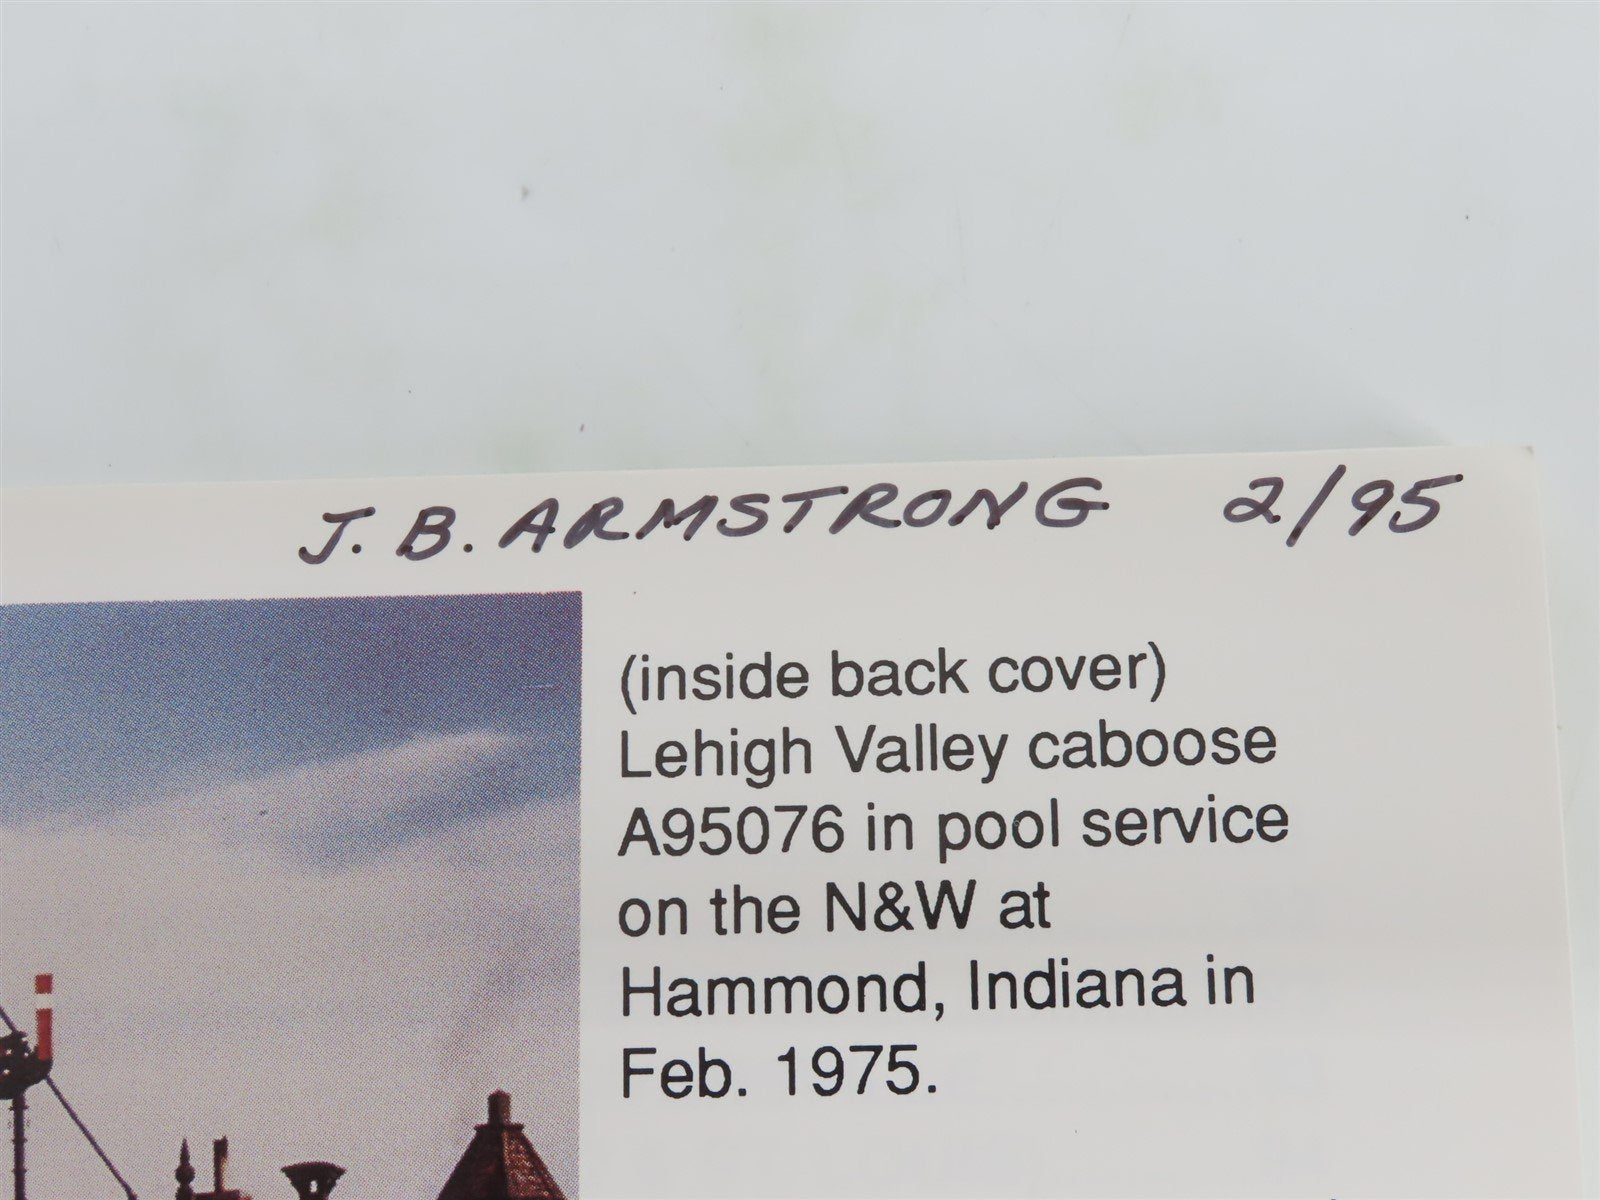 J. B. ARMSTRONG 2/95
(inside back cover)
Lehigh Valley caboose
A95076 in pool service
on the N&W at
Hammond, Indiana in
Feb. 1975.